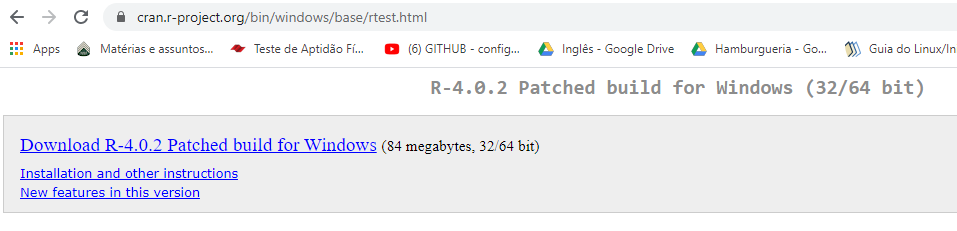 cran.r-project.org/bin/windows/base/rtest.html
Apps Matérias e assuntos... Teste de Aptidão Fí... (6) GITHUB - config... Inglês - Google Drive Hamburgueria - Go... Guia do Linux/In
R-4.0.2 Patched build for Windows (32/64 bit)
Download R-4.0.2 Patched build for Windows (84 megabytes, 32/64 bit)
Installation and other instructions
New features in this version